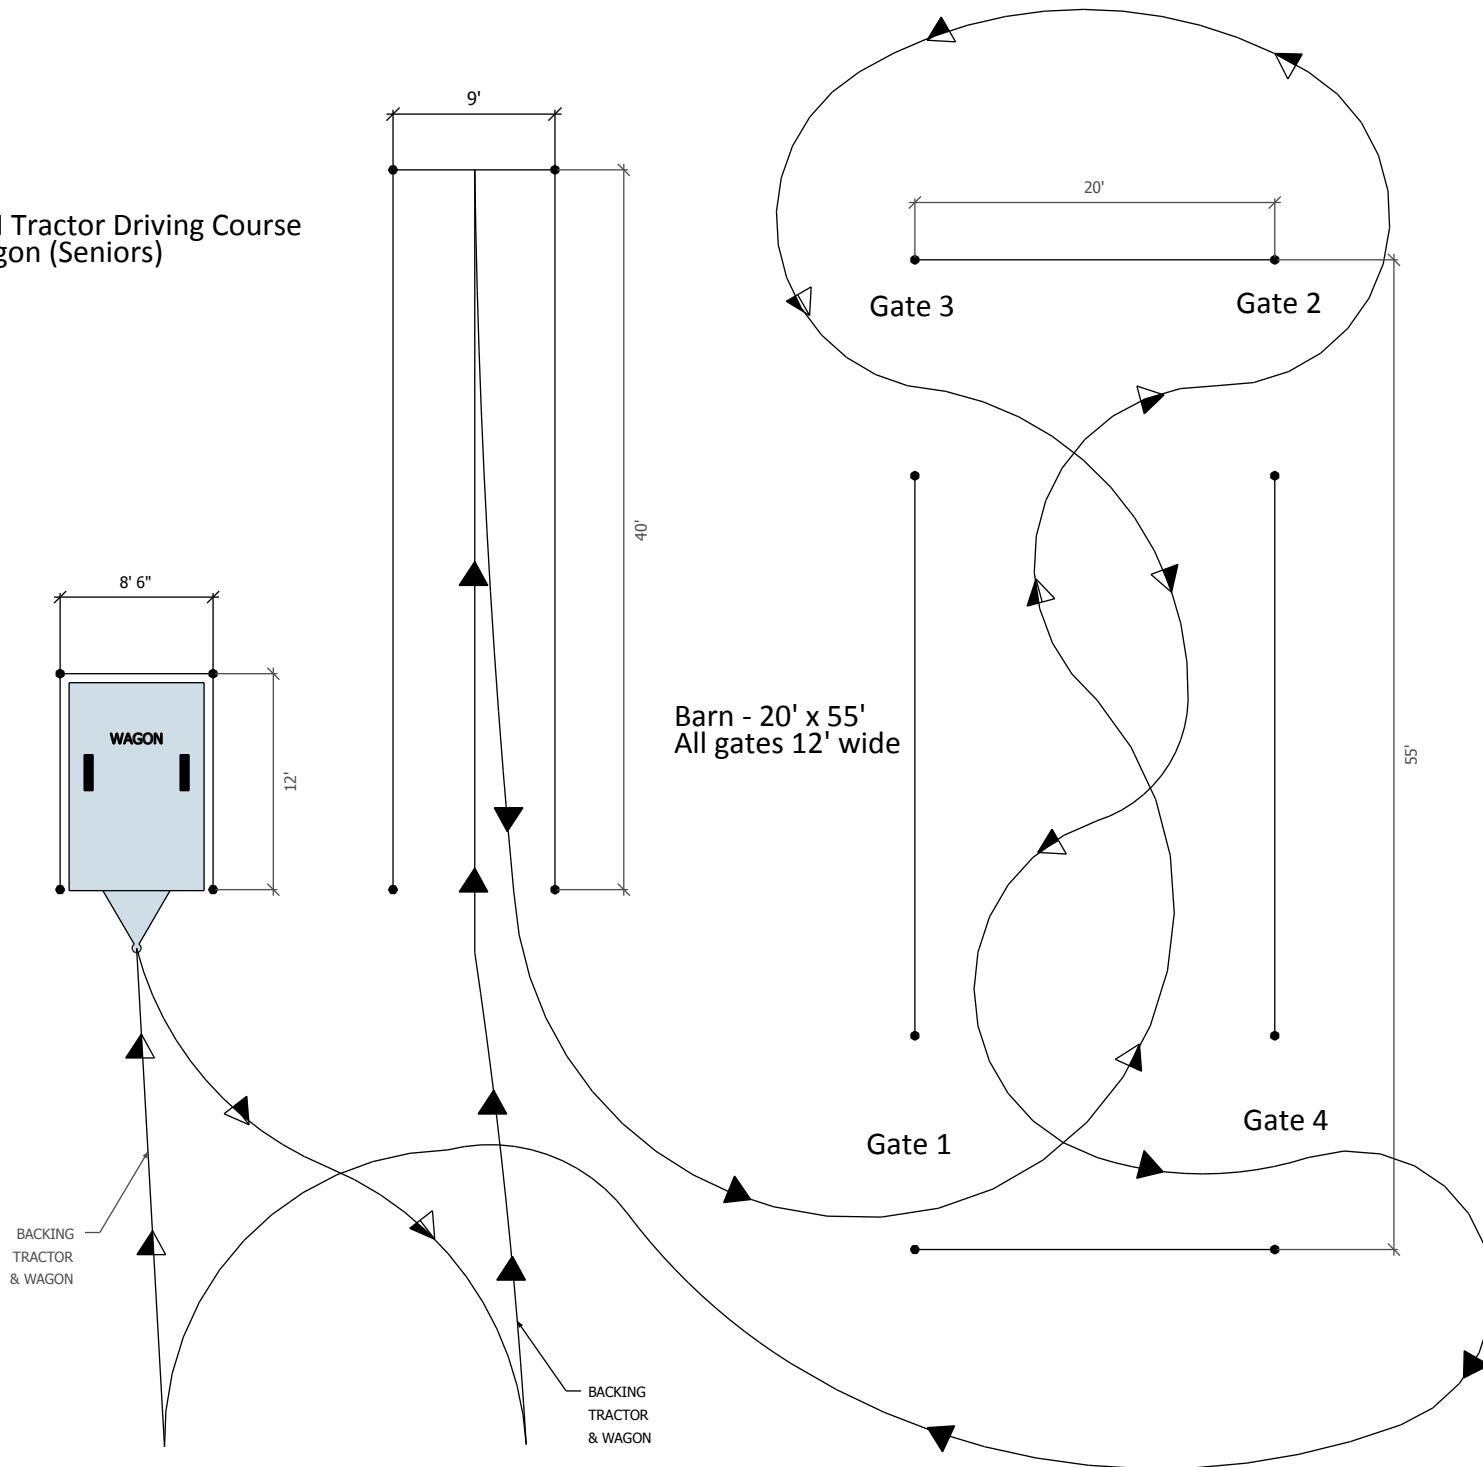 9'
Tractor Driving Course
(Seniors)
20'
Gate 3
Gate 2
40'
8' 6"
WAGON
12'
Barn - 20' x 55'
All gates 12' wide
55'
Gate 1
Gate 4
BACKING
TRACTOR
& WAGON
BACKING
TRACTOR
& WAGON